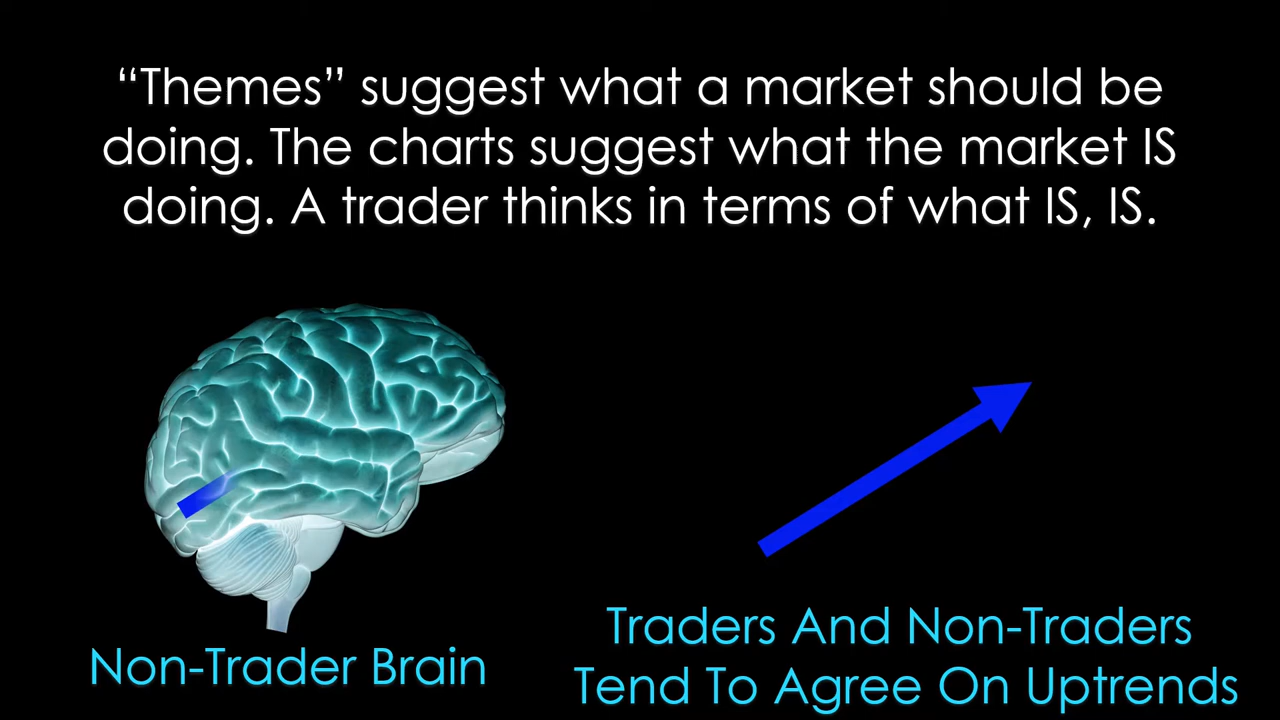 “Themes” suggest what a market should be
doing. The charts suggest what the market IS
doing. A trader thinks in terms of what IS, IS.
Non-Trader Brain
Traders And Non-Traders
Tend To Agree On Uptrends